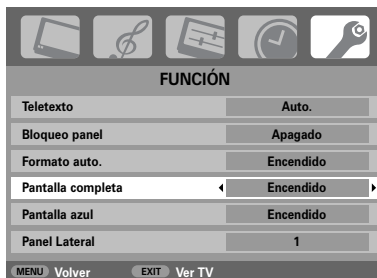 FUNCIÓN
Teletexto Auto.
Bloqueo panel Apagado
Formato auto. Encendido
Pantalla completa Encendido
Pantalla azul Encendido
Panel Lateral 1
MENU Volver EXIT Ver TV